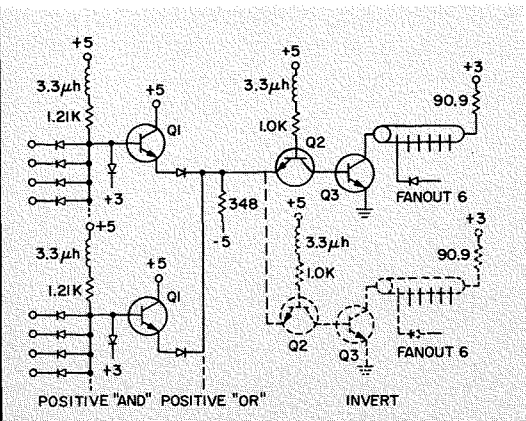 +5
3.3μh
1.21K
+5
Q1
+3
+5
3.3μh
1.0K
Q2
348
-5
Q3
+3
90.9
FANOUT 6
+5
3.3μh
1.21K
+5
Q1
+3
+5
3.3μh
1.0K
Q2
Q3
+3
90.9
FANOUT 6
POSITIVE "AND" POSITIVE "OR" INVERT